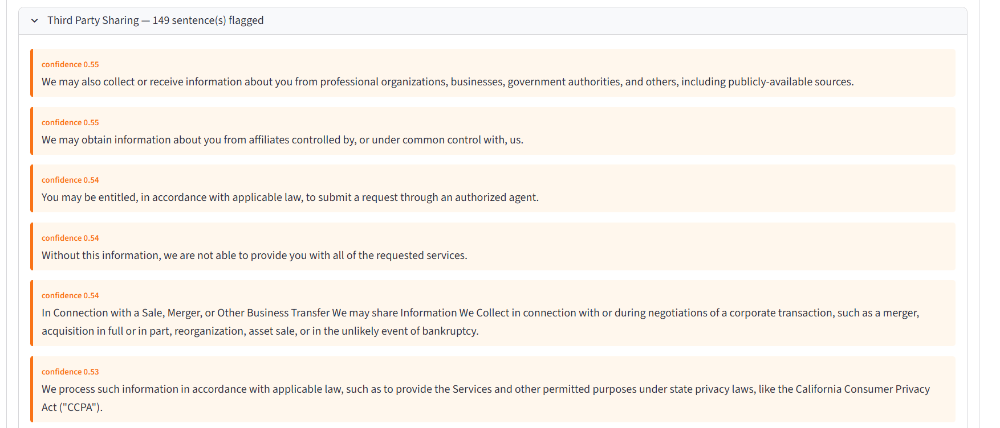 Third Party Sharing — 149 sentence(s) flagged
confidence 0.55
We may also collect or receive information about you from professional organizations, businesses, government authorities, and others, including publicly-available sources.
confidence 0.55
We may obtain information about you from affiliates controlled by, or under common control with, us.
confidence 0.54
You may be entitled, in accordance with applicable law, to submit a request through an authorized agent.
confidence 0.54
Without this information, we are not able to provide you with all of the requested services.
confidence 0.54
In Connection with a Sale, Merger, or Other Business Transfer We may share Information We Collect in connection with or during negotiations of a corporate transaction, such as a merger,
acquisition in full or in part, reorganization, asset sale, or in the unlikely event of bankruptcy.
confidence 0.53
We process such information in accordance with applicable law, such as to provide the Services and other permitted purposes under state privacy laws, like the California Consumer Privacy
Act ("CCPA").